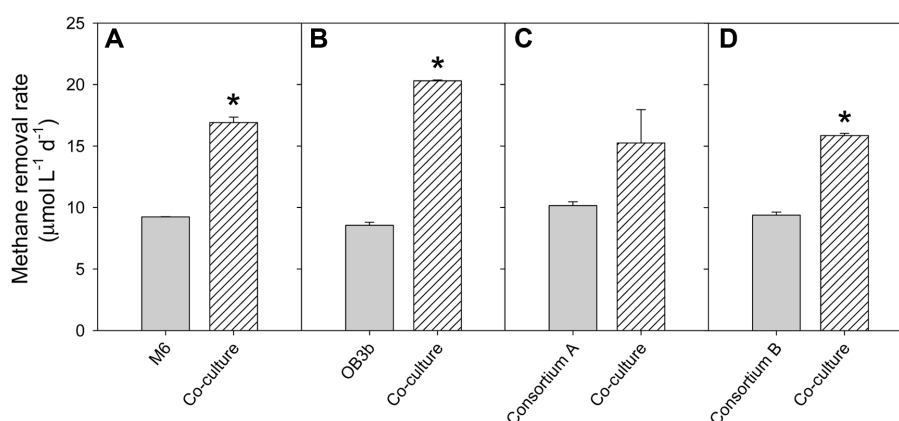 Methane removal rate
(µmol L⁻¹ d⁻¹)
25
20
15
10
5
0
A
*
M6
Co-culture
B
*
OB3b
Co-culture
C
Consortium A
Co-culture
D
*
Consortium B
Co-culture